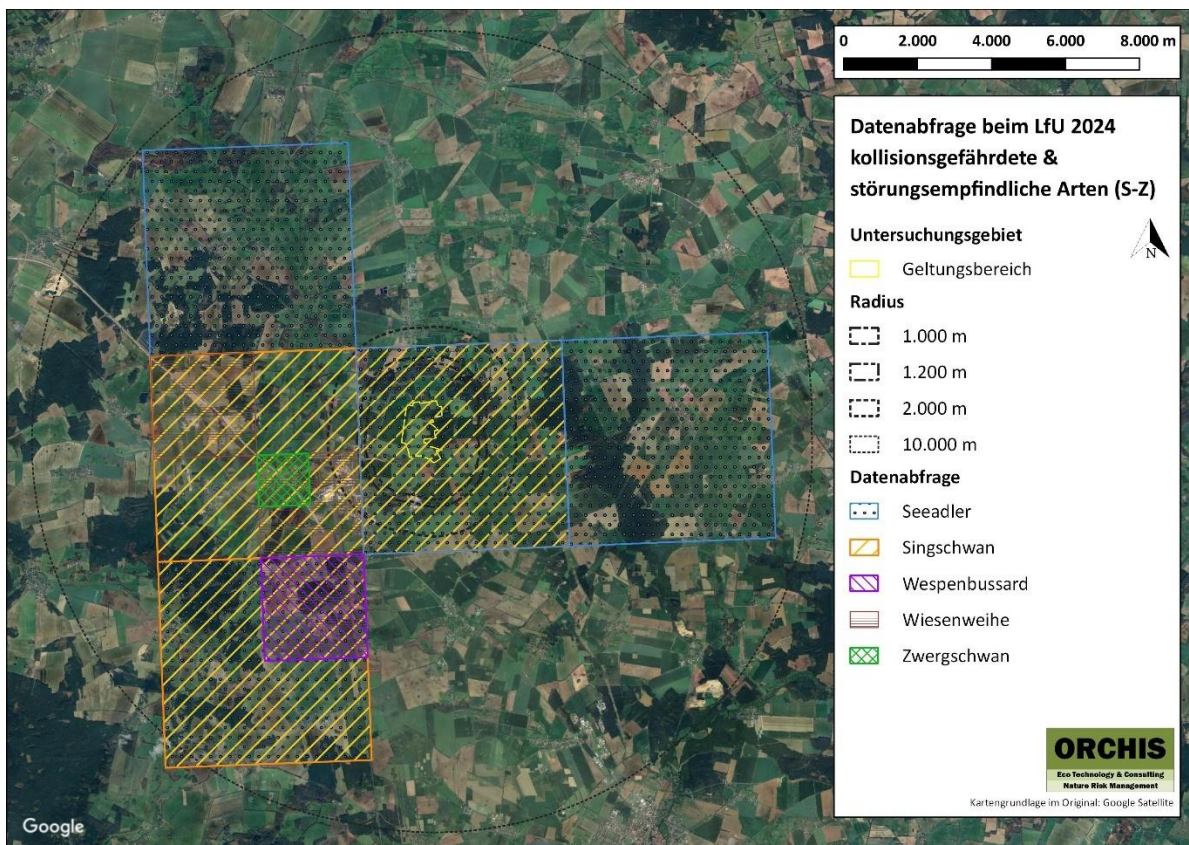 0 2.000 4.000 6.000 8.000 m
Datenabfrage beim LfU 2024
kollisionsgefährdete &
störungsempfindliche Arten (S-Z)
Untersuchungsgebiet
N
Geltungsbereich
Radius
1.000 m
1.200 m
2.000 m
10.000 m
Datenabfrage
Seeadler
Singschwan
Wespenbussard
Wiesenweihe
Zwergschwan
ORCHIS
Eco Technology & Consulting
Nature Risk Management
Kartengrundlage im Original: Google Satellite
Google